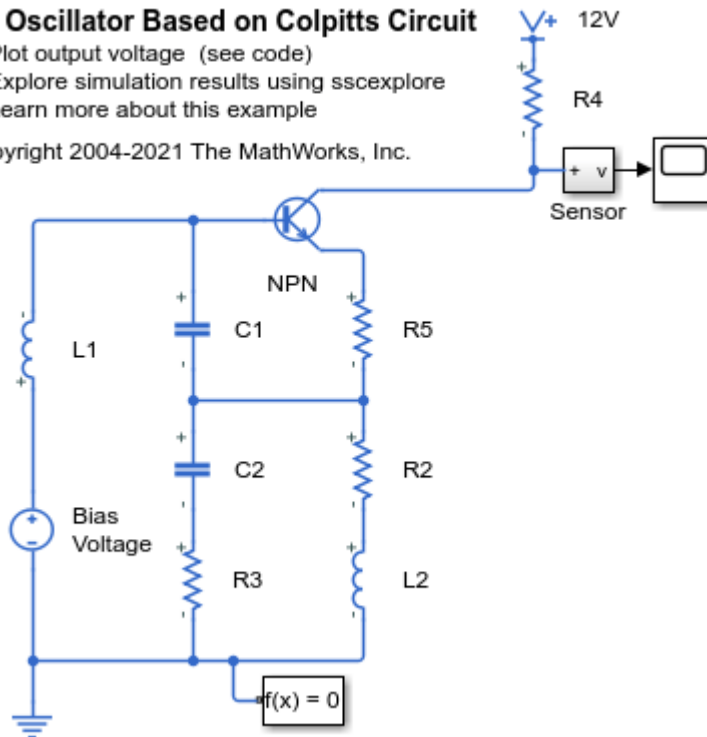 Oscillator Based on Colpitts Circuit
12V
Plot output voltage (see code)
Explore simulation results using sscexplore
Learn more about this example
R4
pyright 2004-2021 The MathWorks, Inc.
+ v
Sensor
NPN
L1
C1
R5
C2
R2
Bias
Voltage
R3
L2
f(x) = 0